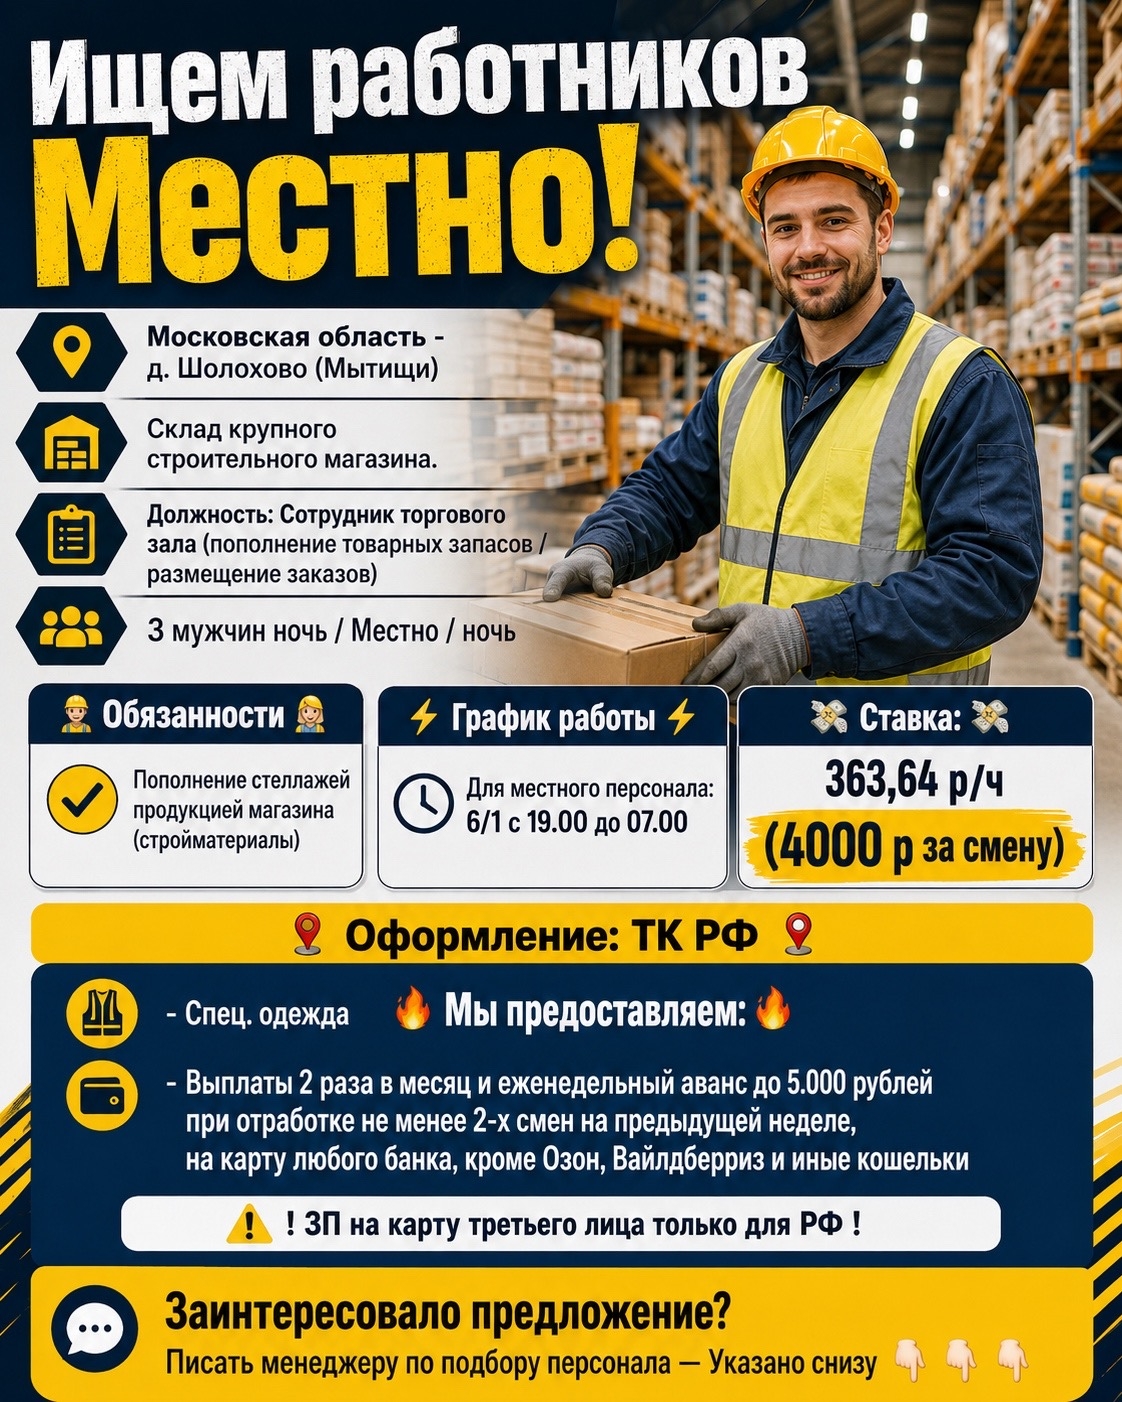 Ищем работников
Местно!
Московская область -
д. Шолохово (Мытищи)
Склад крупного
строительного магазина.
Должность: Сотрудник торгового
зала (пополнение товарных запасов /
размещение заказов)
3 мужчин ночь / Местно / ночь
Обязанности
Пополнение стеллажей
продукцией магазина
(стройматериалы)
График работы
Для местного персонала:
6/1 с 19.00 до 07.00
Ставка:
363,64 р/ч
(4000 р за смену)
Оформление: ТК РФ
Мы предоставляем:
- Спец. одежда
- Выплаты 2 раза в месяц и еженедельный аванс до 5.000 рублей
при отработке не менее 2-х смен на предыдущей неделе,
на карту любого банка, кроме Озон, Вайлдберриз и иные кошельки
! ЗП на карту третьего лица только для РФ !
Заинтересовало предложение?
Писать менеджеру по подбору персонала — Указано снизу